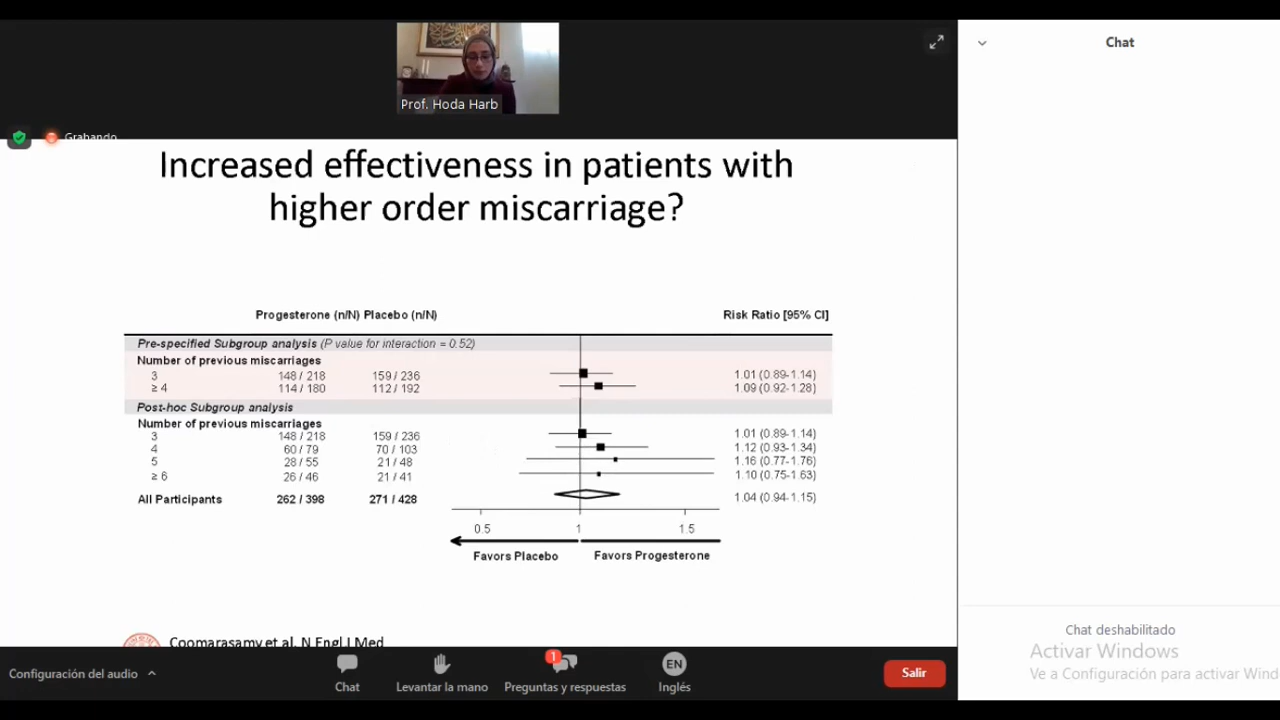 Chat
Prof. Hoda Harb
Grabando
Increased effectiveness in patients with
higher order miscarriage?
Progesterone (n/N) Placebo (n/N) Risk Ratio [95% CI]
Pre-specified Subgroup analysis (P value for interaction = 0.52)
Number of previous miscarriages
3 148 / 218 159 / 236 1.01 (0.89-1.14)
≥ 4 114 / 180 112 / 192 1.09 (0.92-1.28)
Post-hoc Subgroup analysis
Number of previous miscarriages
3 148 / 218 159 / 236 1.01 (0.89-1.14)
4 60 / 79 70 / 103 1.12 (0.93-1.34)
5 28 / 55 21 / 48 1.16 (0.77-1.76)
≥ 6 26 / 46 21 / 41 1.10 (0.75-1.63)
All Participants 262 / 398 271 / 428 1.04 (0.94-1.15)
0.5 1 1.5
Favors Placebo Favors Progesterone
Coomarasamy et al. N Engl J Med
Chat deshabilitado
Activar Windows
Ve a Configuración para activar Wind
Configuración del audio
Chat
Levantar la mano
1
Preguntas y respuestas
EN
Inglés
Salir